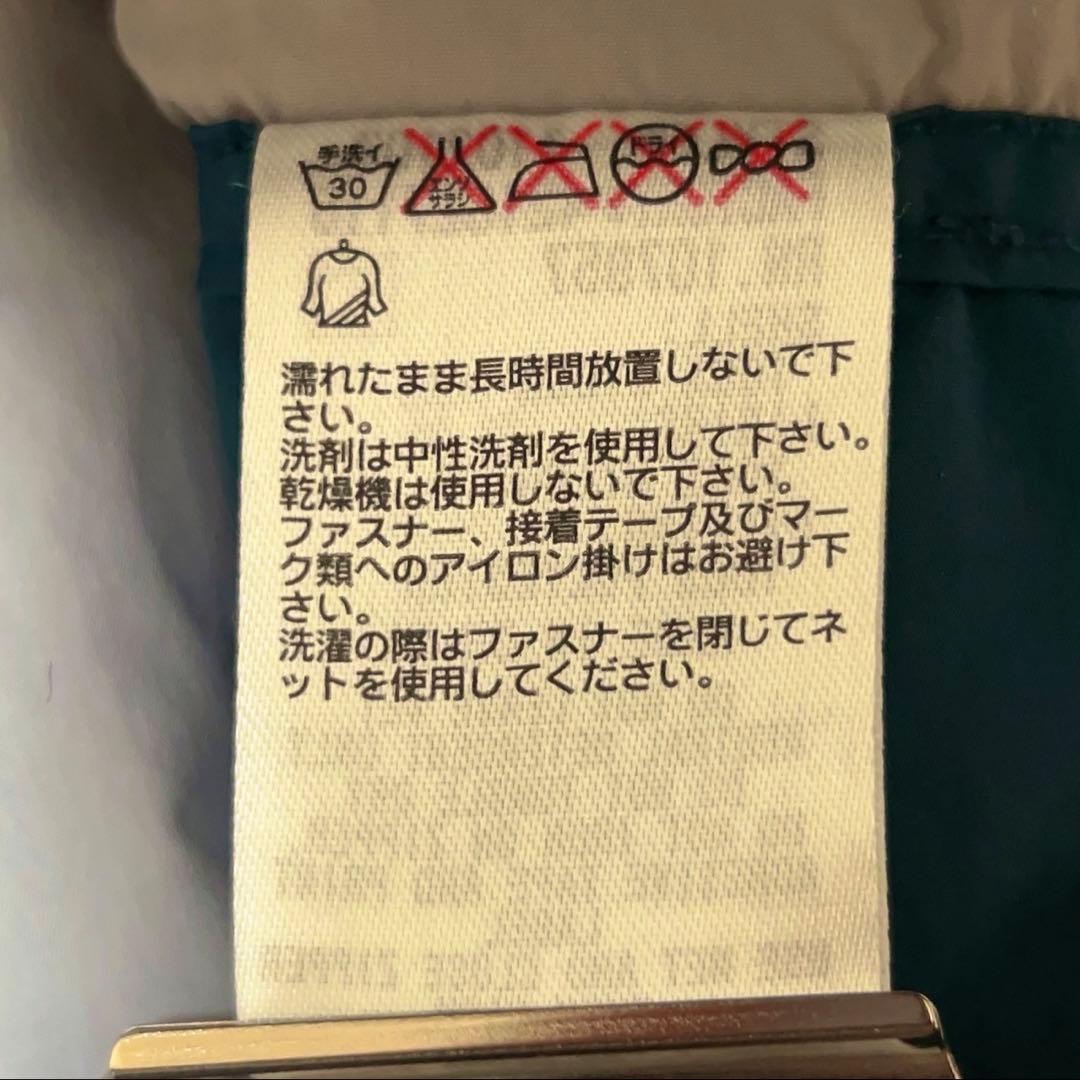 手洗イ
30
エンソ
サラシ
ドライ
濡れたまま長時間放置しないで下
さい。
洗剤は中性洗剤を使用して下さい。
乾燥機は使用しないで下さい。
ファスナー、接着テープ及びマー
ク類へのアイロン掛けはお避け下
さい。
洗濯の際はファスナーを閉じてネ
ットを使用してください。